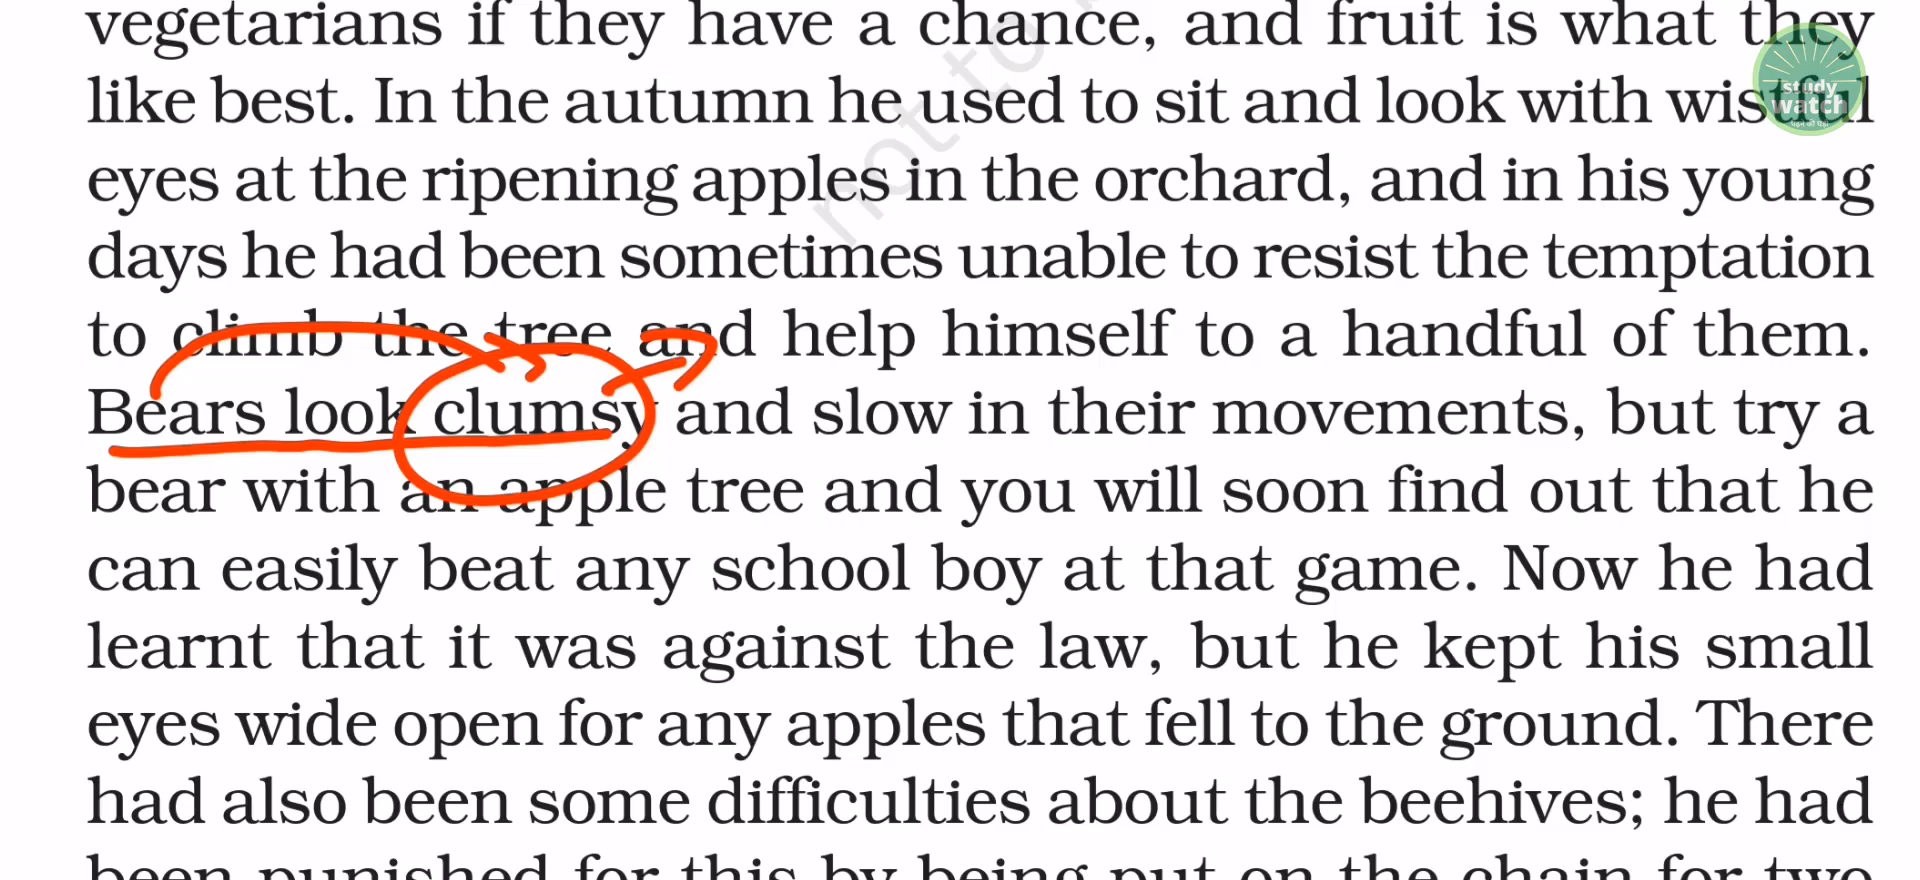 vegetarians if they have a chance, and fruit is what they
like best. In the autumn he used to sit and look with wistful
eyes at the ripening apples in the orchard, and in his young
days he had been sometimes unable to resist the temptation
to climb the tree and help himself to a handful of them.
Bears look clumsy and slow in their movements, but try a
bear with an apple tree and you will soon find out that he
can easily beat any school boy at that game. Now he had
learnt that it was against the law, but he kept his small
eyes wide open for any apples that fell to the ground. There
had also been some difficulties about the beehives; he had
been punished for this by being put on the chain for two
not to
study
watch